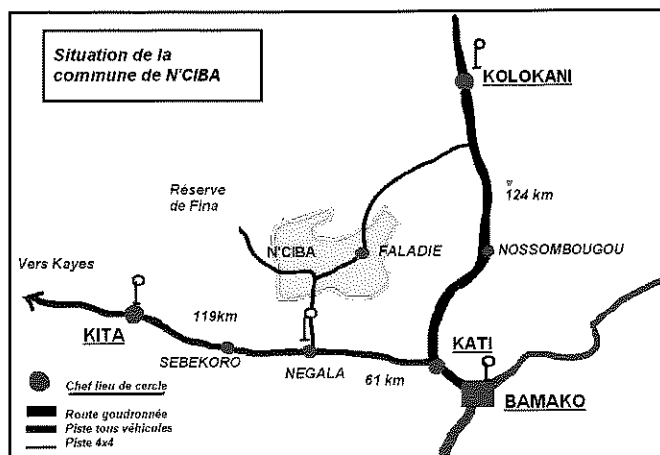 Situation de la
commune de N'CIBA
KOLOKANI
Réserve
de Fina
124 km
N'CIBA
FALADIE
NOSSOMBOUGOU
Vers Kayes
KITA
119km
SEBEKORO
NEGALA
61 km
KATI
BAMAKO
Chef lieu de cercle
Route goudronnée
Piste tous véhicules
Piste 4x4